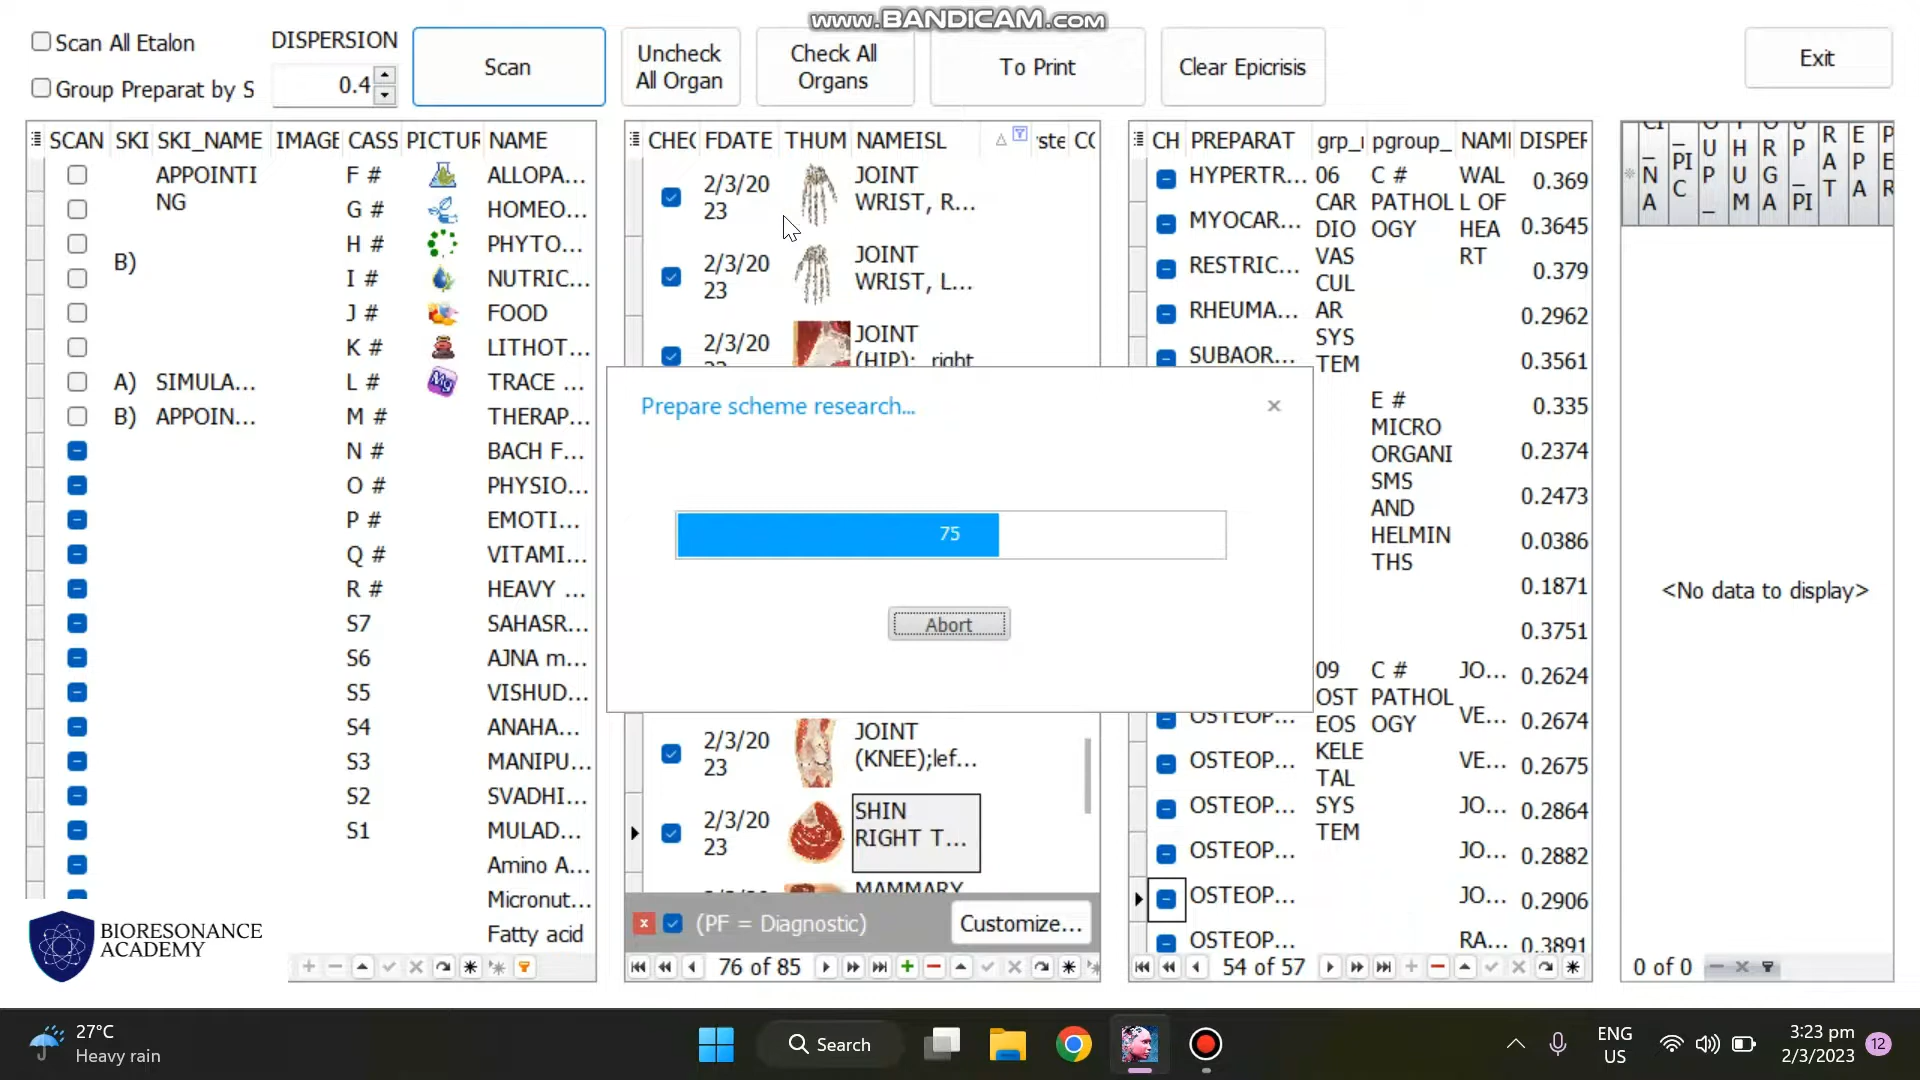 www.BANDICAM.com
Scan All Etalon
Group Preparat by S
DISPERSION
0.4
Scan
Uncheck
All Organ
Check All
Organs
To Print
Clear Epicrisis
Exit
SCAN SKI SKI_NAME IMAGE CASS PICTUR NAME
APPOINTI
NG
B)
F # ALLOPA...
G # HOMEO...
H # PHYTO...
I # NUTRIC...
J # FOOD
K # LITHOT...
A) SIMULA... L # TRACE ...
B) APPOIN... M # THERAP...
N # BACH F...
O # PHYSIO...
P # EMOTI...
Q # VITAMI...
R # HEAVY ...
S7 SAHASR...
S6 AJNA m...
S5 VISHUD...
S4 ANAHA...
S3 MANIPU...
S2 SVADHI...
S1 MULAD...
Amino A...
Micronut...
Fatty acid
BIORESONANCE
ACADEMY
CHEC FDATE THUM NAMEISL
2/3/20
23
JOINT
WRIST, R...
2/3/20
23
JOINT
WRIST, L...
2/3/20
JOINT
(HIP); right
Prepare scheme research...
75
Abort
2/3/20
23
JOINT
(KNEE);lef...
2/3/20
23
SHIN
RIGHT T...
MAMMARY
(PF = Diagnostic)
Customize...
76 of 85
CH PREPARAT pgroup_ NAMI DISPER
HYPERTR...
MYOCAR...
RESTRIC...
RHEUMA...
SUBAOR...
06
CAR
DIO
VAS
CUL
AR
SYS
TEM
C #
PATHOL
OGY
WAL
L OF
HEA
RT
0.369
0.3645
0.379
0.2962
0.3561
E #
MICRO
ORGANI
SMS
AND
HELMIN
THS
0.335
0.2374
0.2473
0.0386
0.1871
0.3751
09
OST
EOS
KELE
TAL
SYS
TEM
C #
PATHOL
OGY
JO... 0.2624
OSTEOP... VE... 0.2674
OSTEOP... VE... 0.2675
OSTEOP... JO... 0.2864
OSTEOP... JO... 0.2882
OSTEOP... JO... 0.2906
OSTEOP... RA... 0.3891
54 of 57
<No data to display>
0 of 0
27°C
Heavy rain
Search
ENG
US
3:23 pm
2/3/2023
12